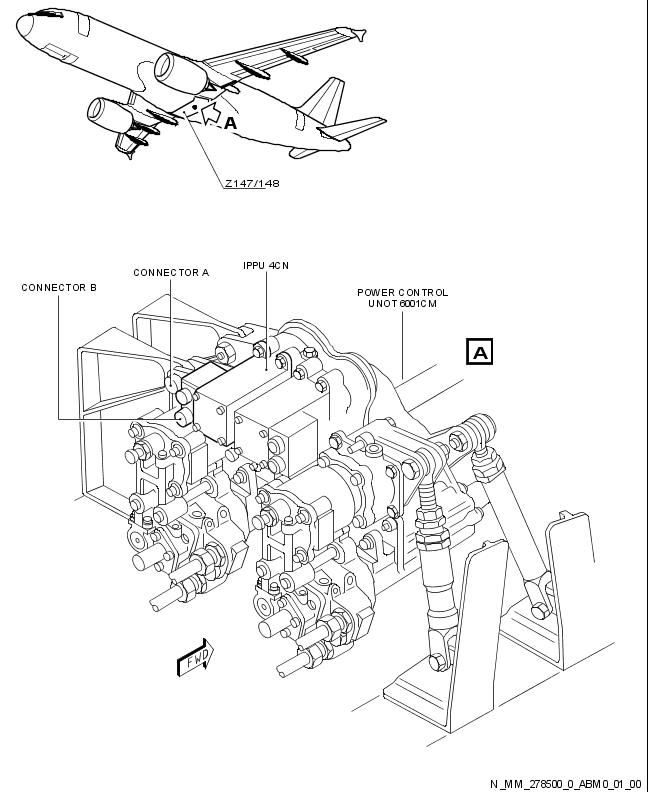 A
Z147/148
IPPU 4CN
CONNECTOR A
CONNECTOR B
POWER CONTROL
UNOT 6001CM
A
FWD
N_MM_278500_0_ABM0_01_00